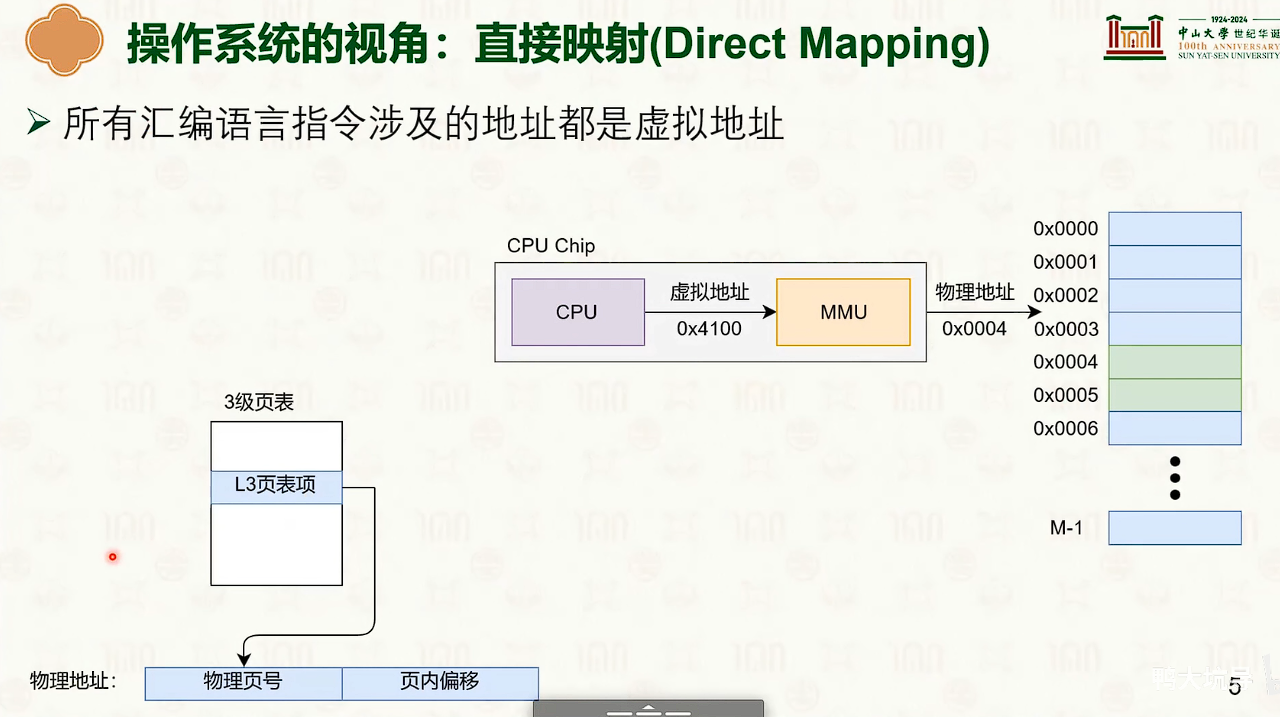 操作系统的视角：直接映射(Direct Mapping)
1924-2024
中山大学 世纪华诞
100th ANNIVERSARY
SUN YAT-SEN UNIVERSITY
➢ 所有汇编语言指令涉及的地址都是虚拟地址
CPU Chip
CPU
虚拟地址
0x4100
MMU
物理地址
0x0004
0x0000
0x0001
0x0002
0x0003
0x0004
0x0005
0x0006
M-1
3级页表
L3页表项
物理地址：
物理页号
页内偏移
5